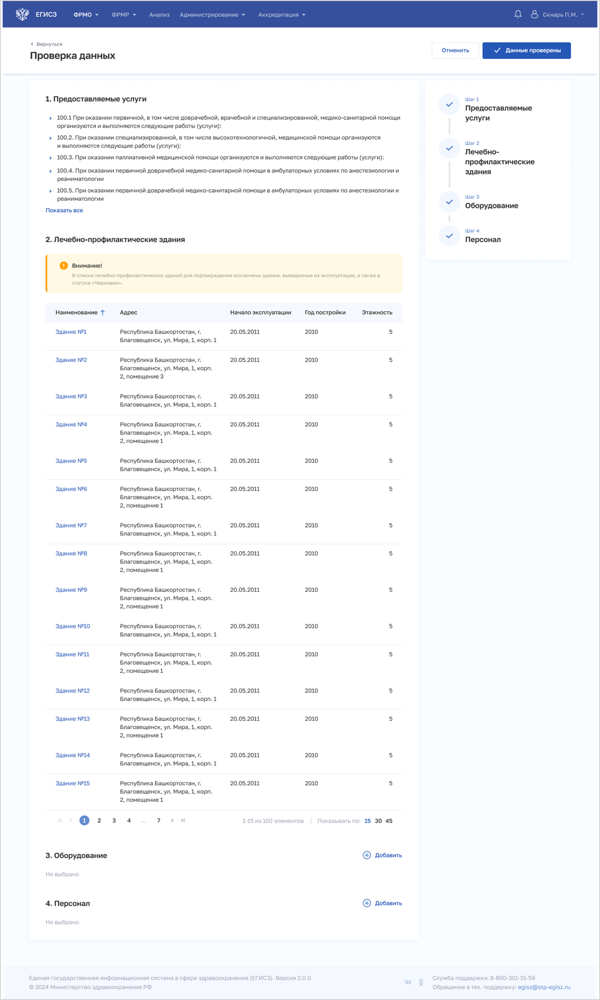 ЕГИСЗ
ФРМО
ФРМР
Анализ
Администрирование
Аккредитация
Скнарь П.М.
Вернуться
Проверка данных
Отменить
Данные проверены
1. Предоставляемые услуги
100.1 При оказании первичной, в том числе доврачебной, врачебной и специализированной, медико-санитарной помощи
организуются и выполняются следующие работы (услуги):
100.2. При оказании специализированной, в том числе высокотехнологичной, медицинской помощи организуются
и выполняются следующие работы (услуги):
100.3. При оказании паллиативной медицинской помощи организуются и выполняются следующие работы (услуги):
100.4. При оказании первичной доврачебной медико-санитарной помощи в амбулаторных условиях по анестезиологии и
реаниматологии
100.5. При оказании первичной доврачебной медико-санитарной помощи в амбулаторных условиях по анестезиологии и
реаниматологии
Показать все
Шаг 1
Предоставляемые
услуги
Шаг 2
Лечебно-
профилактические
здания
Шаг 3
Оборудование
Шаг 4
Персонал
2. Лечебно-профилактические здания
Внимание!
В списке лечебно-профилактических зданий для подтверждения исключены здания, выведенные из эксплуатации, а также в
статусе «Черновик».
Наименование Адрес Начало эксплуатации Год постройки Этажность
Здание №1 Республика Башкортостан, г. 20.05.2011 2010 5
Благовещенск, ул. Мира, 1, корп. 1
Здание №2 Республика Башкортостан, г. 20.05.2011 2010 5
Благовещенск, ул. Мира, 1, корп.
2, помещение 3
Здание №3 Республика Башкортостан, г. 20.05.2011 2010 5
Благовещенск, ул. Мира, 1, корп. 1
Здание №4 Республика Башкортостан, г. 20.05.2011 2010 5
Благовещенск, ул. Мира, 1, корп.
2, помещение 1
Здание №5 Республика Башкортостан, г. 20.05.2011 2010 5
Благовещенск, ул. Мира, 1, корп. 1
Здание №6 Республика Башкортостан, г. 20.05.2011 2010 5
Благовещенск, ул. Мира, 1, корп.
2, помещение 1
Здание №7 Республика Башкортостан, г. 20.05.2011 2010 5
Благовещенск, ул. Мира, 1, корп. 1
Здание №8 Республика Башкортостан, г. 20.05.2011 2010 5
Благовещенск, ул. Мира, 1, корп.
2, помещение 1
Здание №9 Республика Башкортостан, г. 20.05.2011 2010 5
Благовещенск, ул. Мира, 1, корп.
2, помещение 1
Здание №10 Республика Башкортостан, г. 20.05.2011 2010 5
Благовещенск, ул. Мира, 1, корп. 1
Здание №11 Республика Башкортостан, г. 20.05.2011 2010 5
Благовещенск, ул. Мира, 1, корп.
2, помещение 1
Здание №12 Республика Башкортостан, г. 20.05.2011 2010 5
Благовещенск, ул. Мира, 1, корп. 1
Здание №13 Республика Башкортостан, г. 20.05.2011 2010 5
Благовещенск, ул. Мира, 1, корп.
2, помещение 1
Здание №14 Республика Башкортостан, г. 20.05.2011 2010 5
Благовещенск, ул. Мира, 1, корп. 1
Здание №15 Республика Башкортостан, г. 20.05.2011 2010 5
Благовещенск, ул. Мира, 1, корп.
2, помещение 1
1 2 3 4 ... 7 1-15 из 100 элементов Показывать по: 15 30 45
3. Оборудование
Добавить
Не выбрано
4. Персонал
Добавить
Не выбрано
Единая государственная информационная система в сфере здравоохранения (ЕГИСЗ). Версия 2.0.0
© 2024 Министерство здравоохранения РФ
Служба поддержки: 8-800-301-15-59
Обращение в тех. поддержку: egisz@stp-egisz.ru